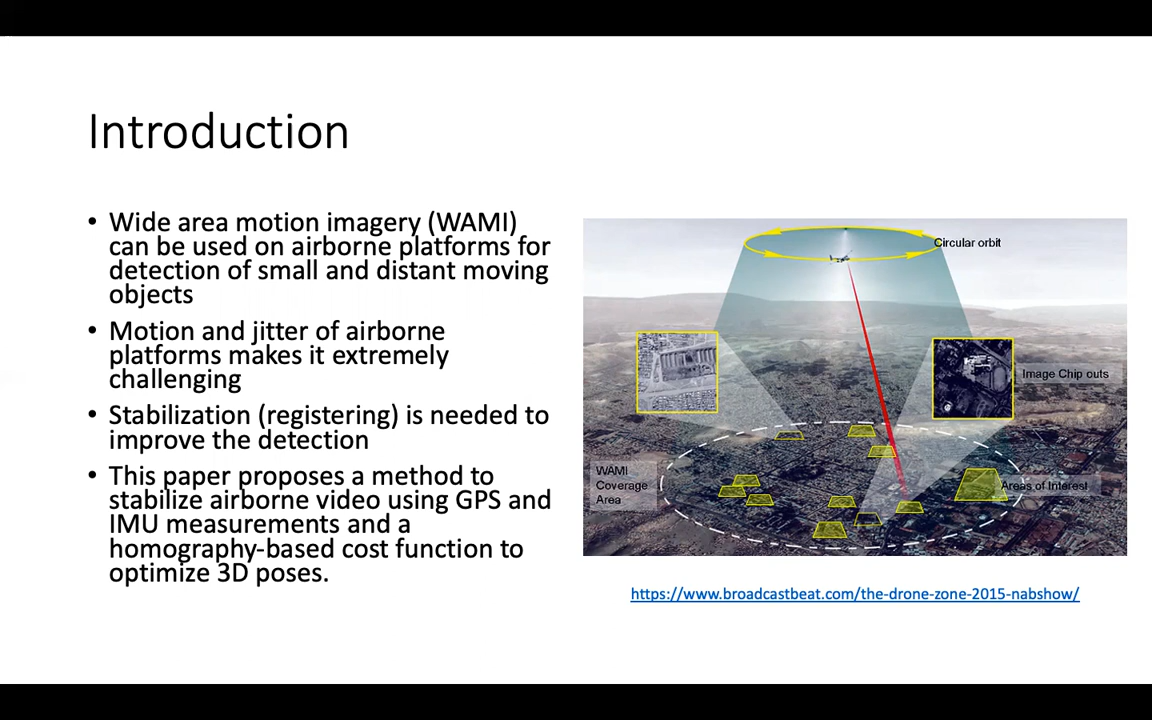 Introduction
• Wide area motion imagery (WAMI)
can be used on airborne platforms for
detection of small and distant moving
objects
• Motion and jitter of airborne
platforms makes it extremely
challenging
• Stabilization (registering) is needed to
improve the detection
• This paper proposes a method to
stabilize airborne video using GPS and
IMU measurements and a
homography-based cost function to
optimize 3D poses.
Circular orbit
Image Chip outs
WAMI
Coverage
Area
Areas of Interest
https://www.broadcastbeat.com/the-drone-zone-2015-nabshow/